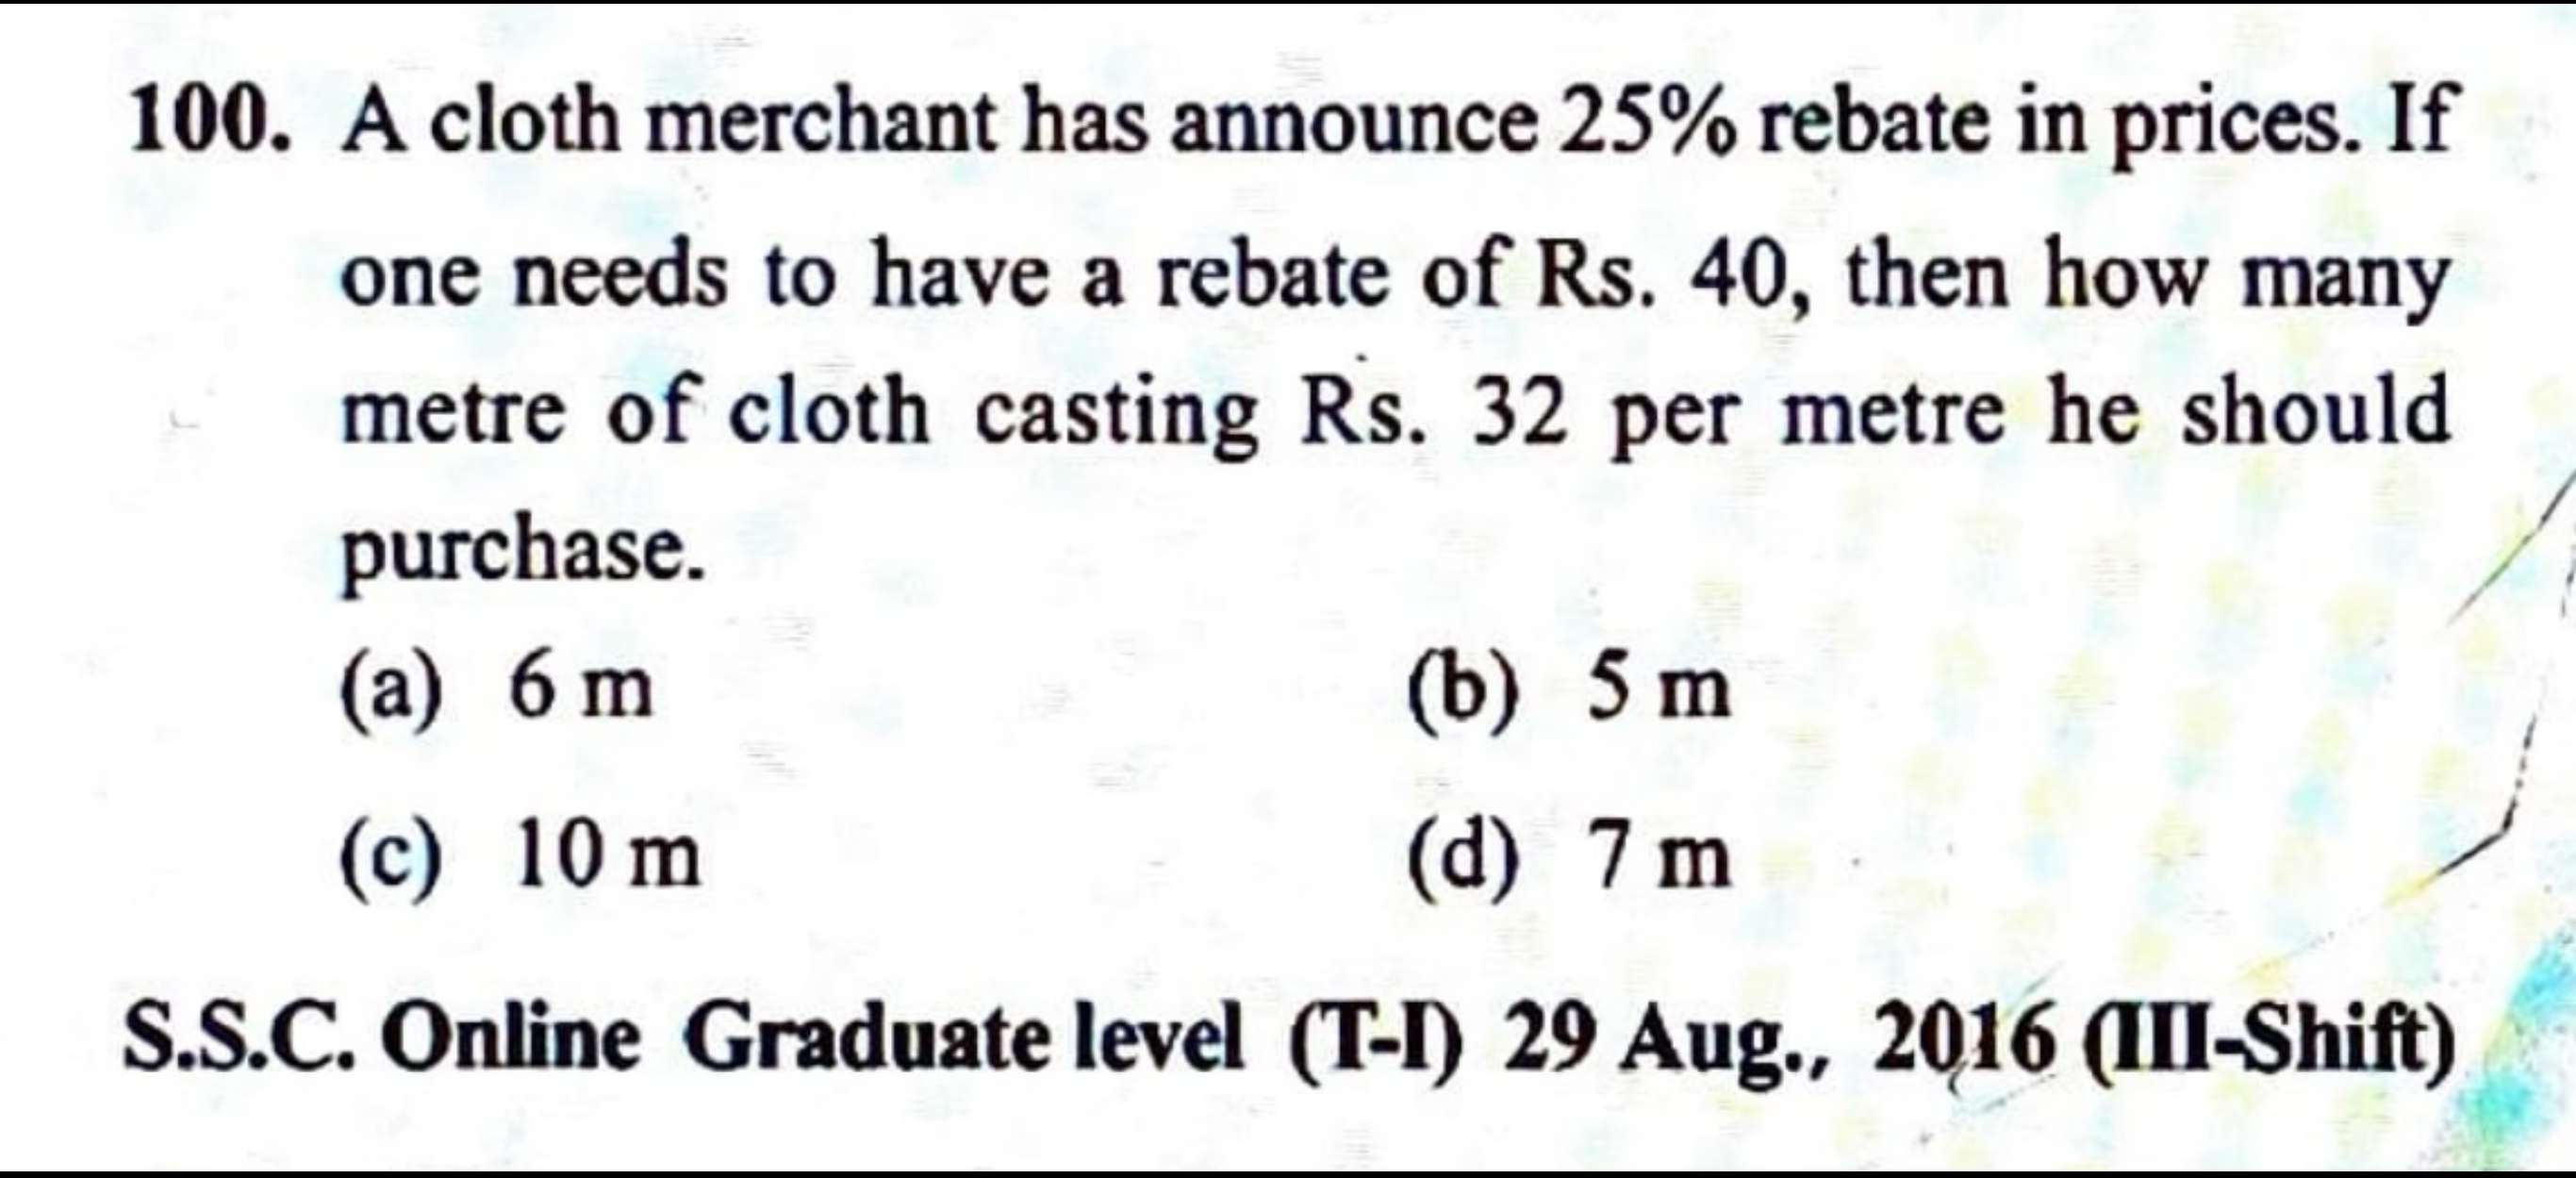 100. A cloth merchant has announce 25% rebate in prices. If
one needs to have a rebate of Rs. 40, then how many
metre of cloth casting Rs. 32 per metre he should
purchase.
(a) 6 m (b) 5 m
(c) 10 m (d) 7 m
S.S.C. Online Graduate level (T-I) 29 Aug., 2016 (III-Shift)